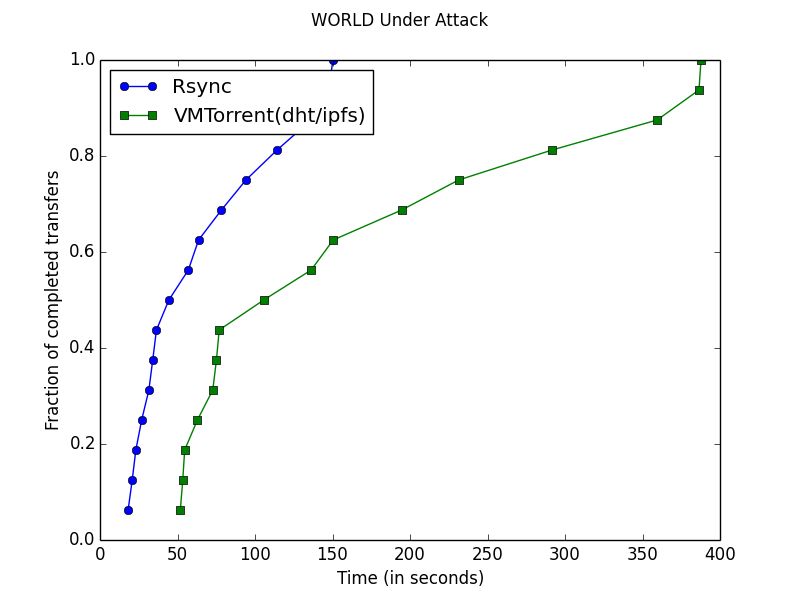 WORLD Under Attack
Rsync
VMTorrent(dht/ipfs)
Fraction of completed transfers
1.0
0.8
0.6
0.4
0.2
0.0
0 50 100 150 200 250 300 350 400
Time (in seconds)